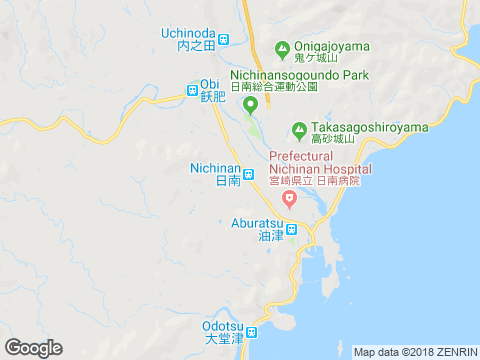 Uchinoda
内之田
Onigajoyama
鬼ケ城山
Nichinansogoundo Park
日南総合運動公園
Obi
飫肥
Takasagoshiroyama
高砂城山
Prefectural
Nichinan Hospital
宮崎県立 日南病院
Nichinan
日南
Aburatsu
油津
Odotsu
大堂津
Google
Map data ©2018 ZENRIN